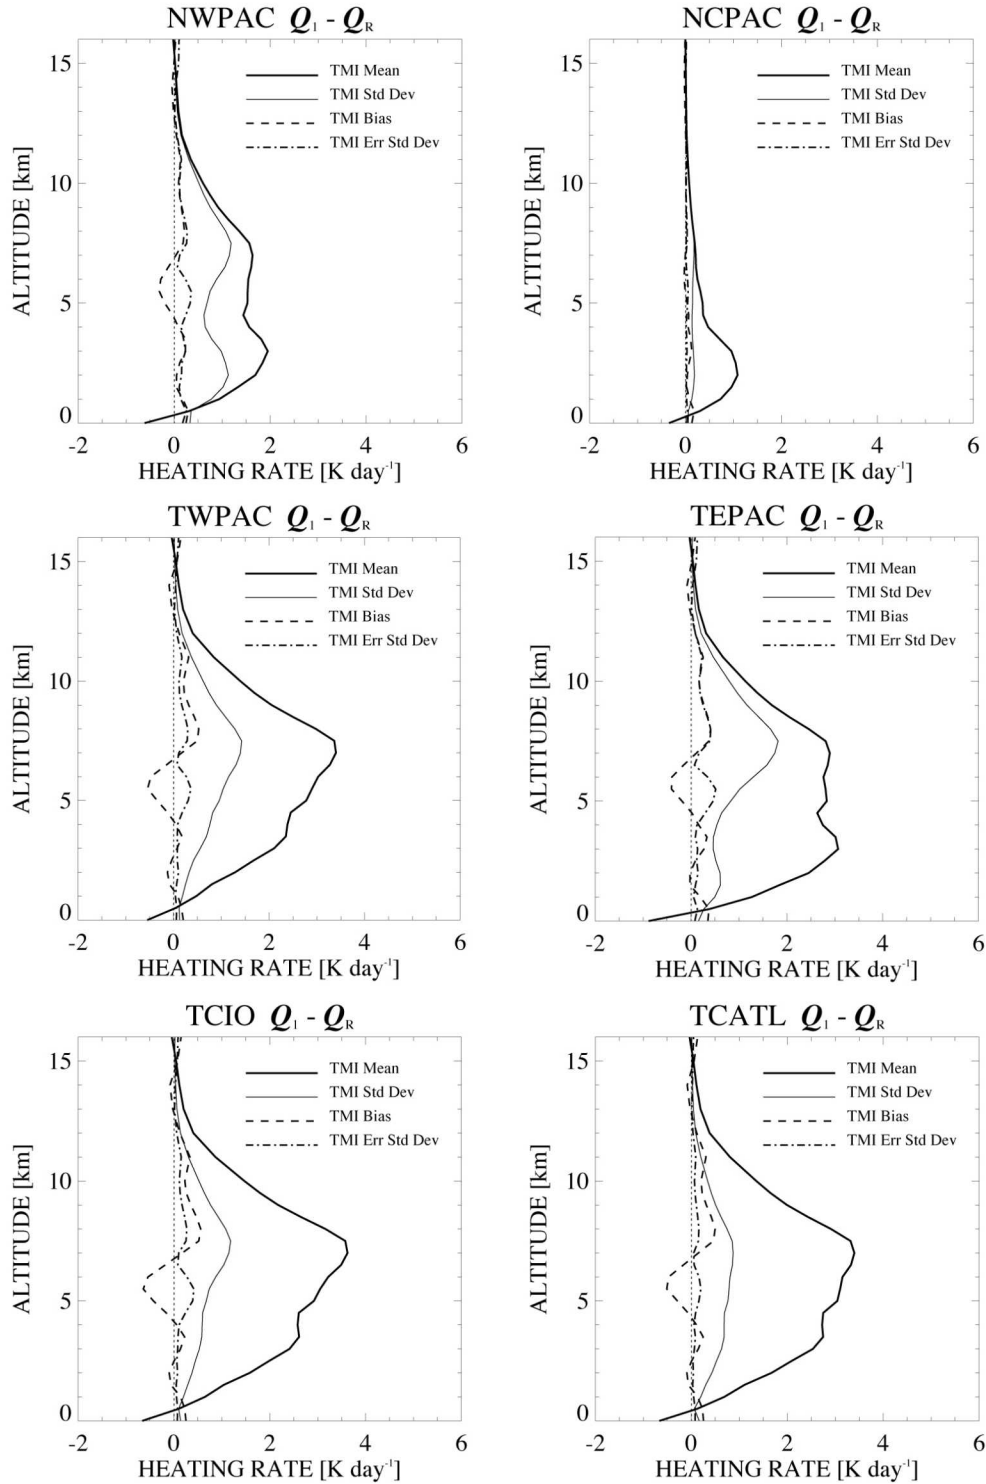 NWPAC Q₁ - Q_R
TMI Mean
TMI Std Dev
TMI Bias
TMI Err Std Dev
ALTITUDE [km]
15
10
5
0
-2 0 2 4 6
HEATING RATE [K day⁻¹]
NCPAC Q₁ - Q_R
TMI Mean
TMI Std Dev
TMI Bias
TMI Err Std Dev
ALTITUDE [km]
15
10
5
0
-2 0 2 4 6
HEATING RATE [K day⁻¹]
TWPAC Q₁ - Q_R
TMI Mean
TMI Std Dev
TMI Bias
TMI Err Std Dev
ALTITUDE [km]
15
10
5
0
-2 0 2 4 6
HEATING RATE [K day⁻¹]
TEPAC Q₁ - Q_R
TMI Mean
TMI Std Dev
TMI Bias
TMI Err Std Dev
ALTITUDE [km]
15
10
5
0
-2 0 2 4 6
HEATING RATE [K day⁻¹]
TCIO Q₁ - Q_R
TMI Mean
TMI Std Dev
TMI Bias
TMI Err Std Dev
ALTITUDE [km]
15
10
5
0
-2 0 2 4 6
HEATING RATE [K day⁻¹]
TCATL Q₁ - Q_R
TMI Mean
TMI Std Dev
TMI Bias
TMI Err Std Dev
ALTITUDE [km]
15
10
5
0
-2 0 2 4 6
HEATING RATE [K day⁻¹]